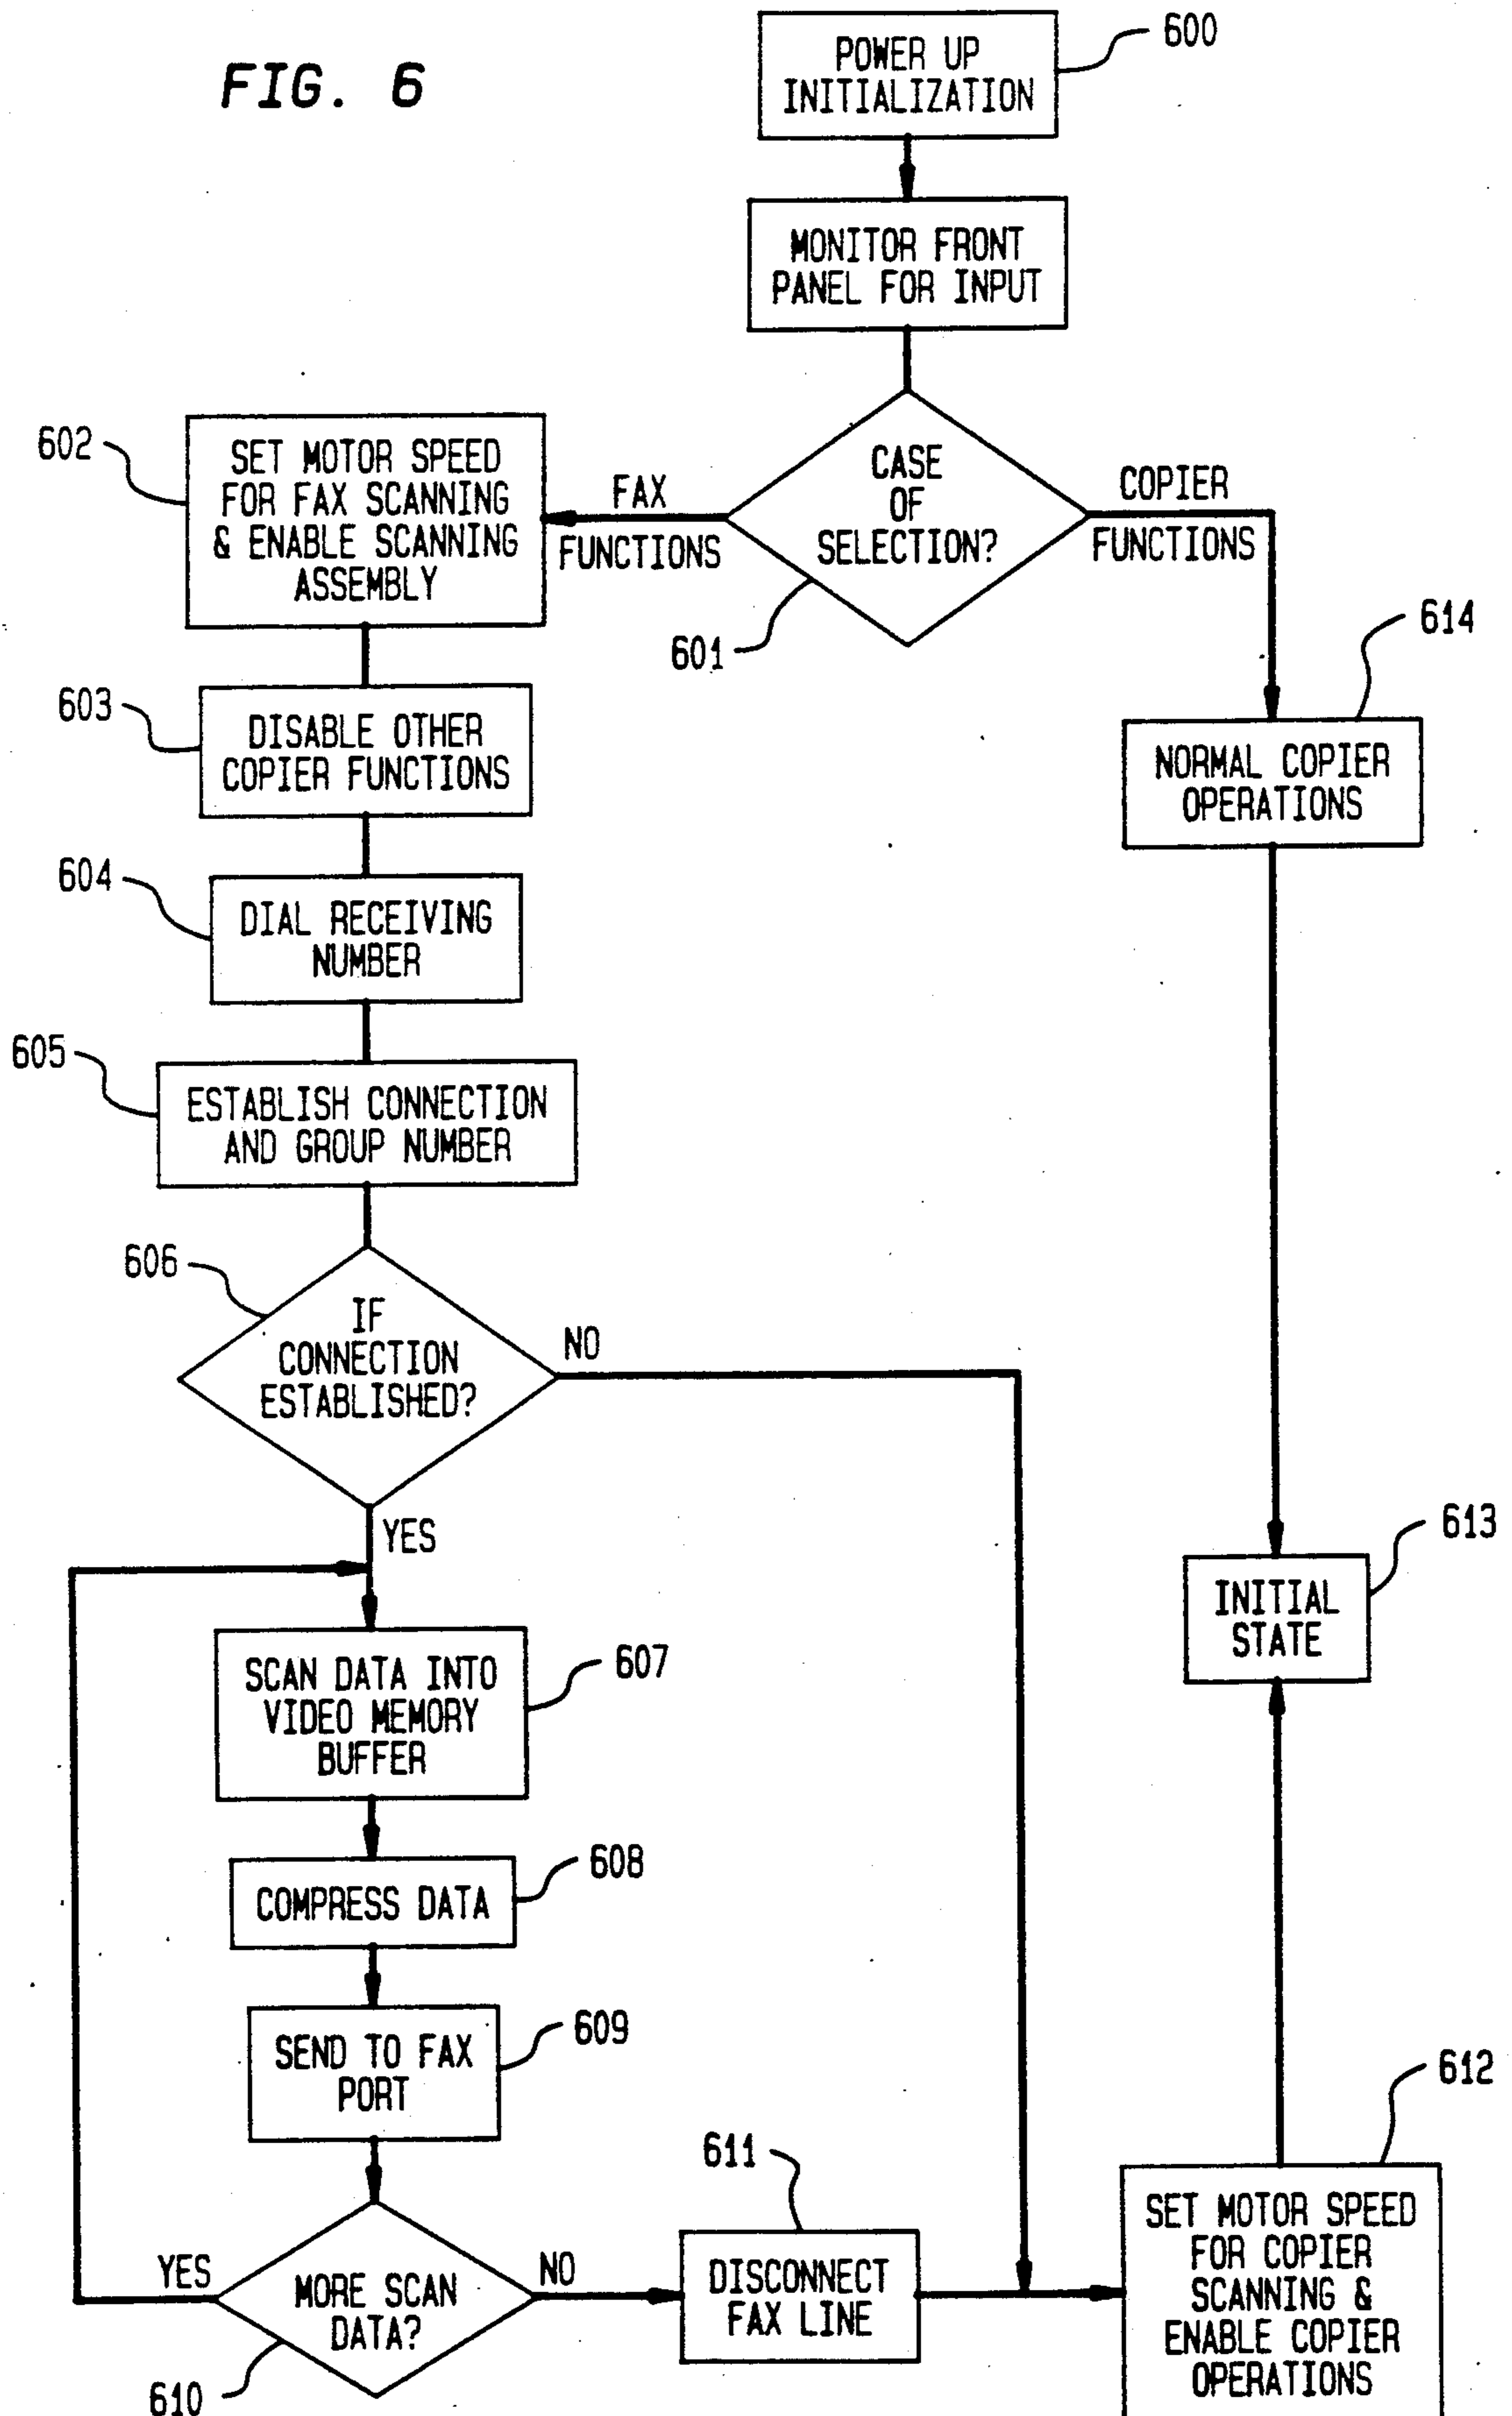 FIG. 6
600
POWER UP
INITIALIZATION
MONITOR FRONT
PANEL FOR INPUT
CASE
OF
SELECTION?
601
FAX
FUNCTIONS
COPIER
FUNCTIONS
602
SET MOTOR SPEED
FOR FAX SCANNING
& ENABLE SCANNING
ASSEMBLY
603
DISABLE OTHER
COPIER FUNCTIONS
604
DIAL RECEIVING
NUMBER
605
ESTABLISH CONNECTION
AND GROUP NUMBER
606
IF
CONNECTION
ESTABLISHED?
NO
YES
SCAN DATA INTO
VIDEO MEMORY
BUFFER
607
COMPRESS DATA
608
SEND TO FAX
PORT
609
YES
MORE SCAN
DATA?
610
NO
611
DISCONNECT
FAX LINE
612
SET MOTOR SPEED
FOR COPIER
SCANNING &
ENABLE COPIER
OPERATIONS
613
INITIAL
STATE
614
NORMAL COPIER
OPERATIONS